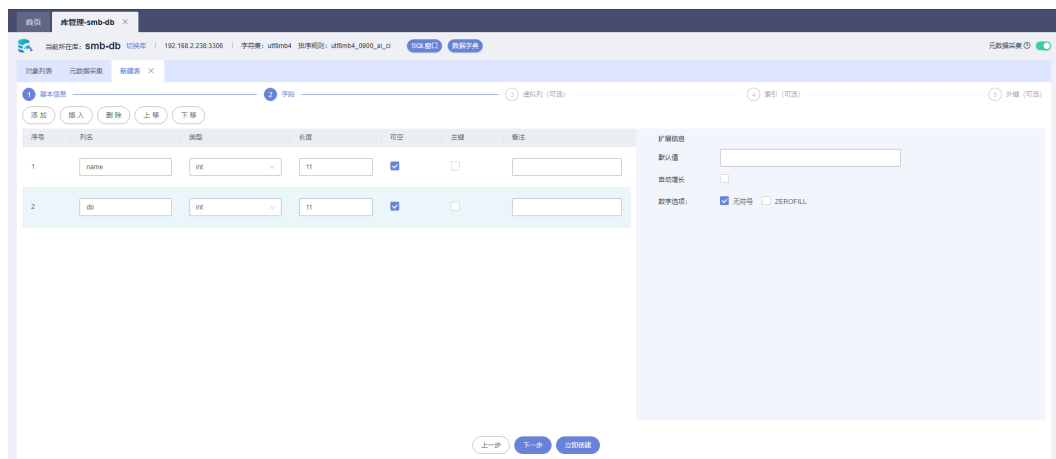 首页 库管理-smb-db ×
当前所在库: smb-db 切换库 | 192.168.2.238:3306 | 字符集: utf8mb4 排序规则: utf8mb4_0900_ai_ci SQL窗口 数据字典 元数据采集
对象列表 元数据采集 新建表 ×
1 基本信息 2 字段 3 虚拟列 (可选) 4 索引 (可选) 5 外键 (可选)
添加 插入 删除 上移 下移
序号 列名 类型 长度 可空 主键 备注 扩展信息
默认值
1 name int 11
自动增长
2 db int 11 数字选项: 无符号 ZEROFILL
上一步 下一步 立即创建